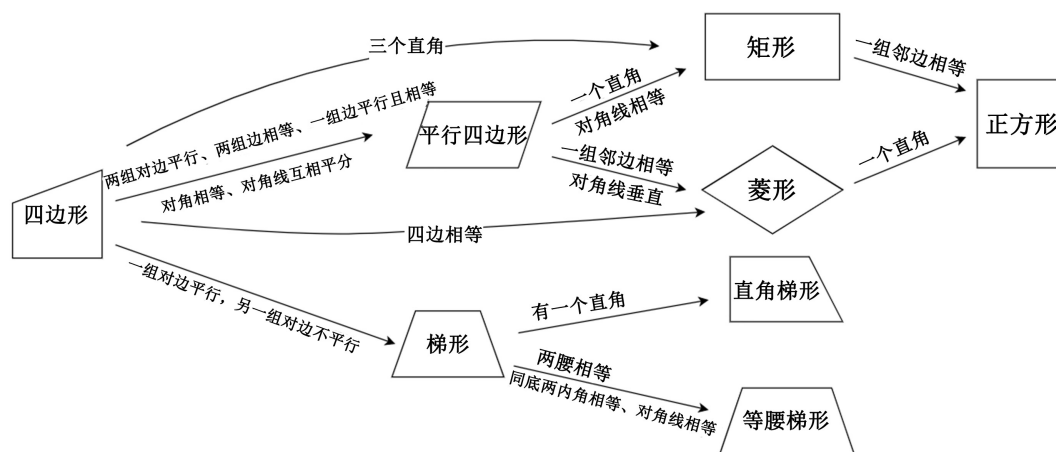 三个直角
矩形
一组邻边相等
两组对边平行、两组边相等、一组边平行且相等
对角相等、对角线互相平分
平行四边形
一个直角
对角线相等
一组邻边相等
对角线垂直
正方形
一个直角
四边形
菱形
四边相等
一组对边平行，另一组对边不平行
梯形
有一个直角
直角梯形
两腰相等
同底两内角相等、对角线相等
等腰梯形